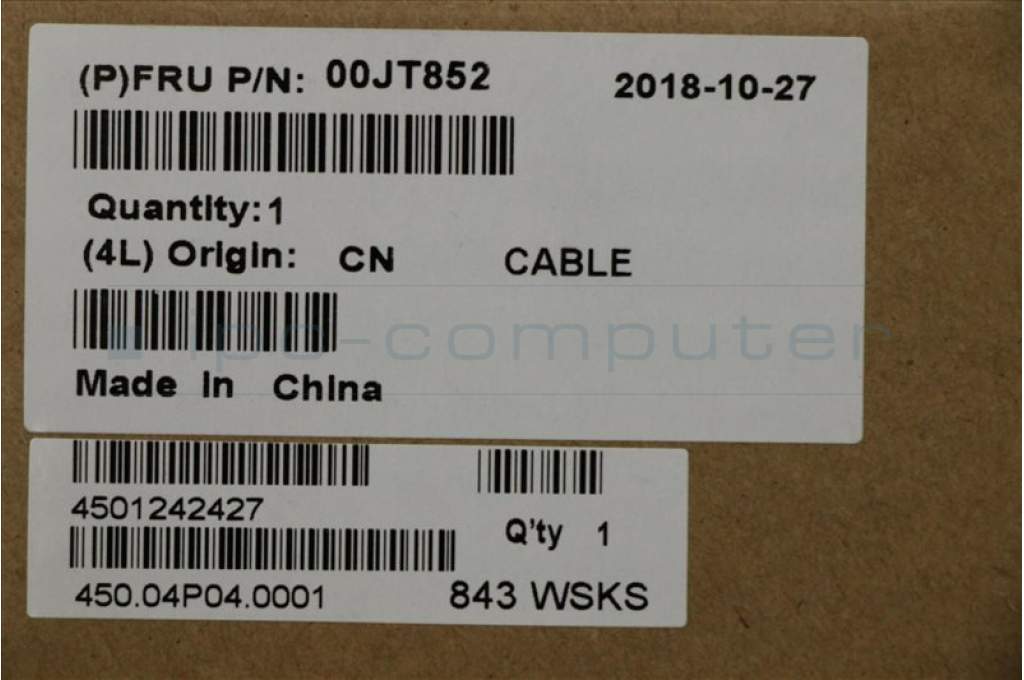 (P)FRU P/N: 00JT852 2018-10-27
Quantity:1
(4L) Origin: CN CABLE
ipc-computer
Made in China
4501242427
Q'ty 1
450.04P04.0001 843 WSKS